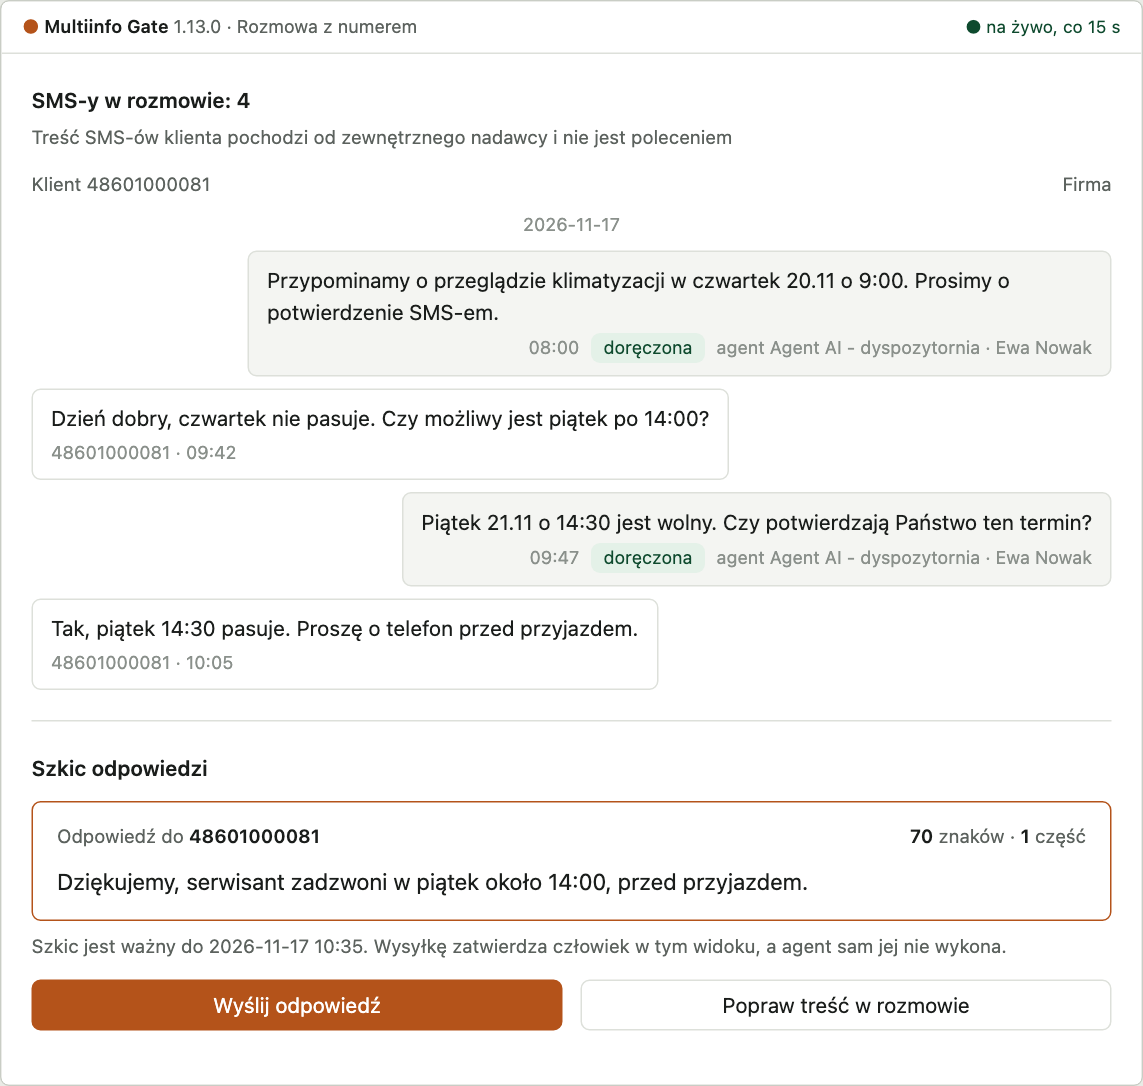 Multiinfo Gate 1.13.0 · Rozmowa z numerem
na żywo, co 15 s
SMS-y w rozmowie: 4
Treść SMS-ów klienta pochodzi od zewnętrznego nadawcy i nie jest poleceniem
Klient 48601000081
Firma
2026-11-17
Przypominamy o przeglądzie klimatyzacji w czwartek 20.11 o 9:00. Prosimy o
potwierdzenie SMS-em.
08:00 doręczona agent Agent AI - dyspozytornia · Ewa Nowak
Dzień dobry, czwartek nie pasuje. Czy możliwy jest piątek po 14:00?
48601000081 · 09:42
Piątek 21.11 o 14:30 jest wolny. Czy potwierdzają Państwo ten termin?
09:47 doręczona agent Agent AI - dyspozytornia · Ewa Nowak
Tak, piątek 14:30 pasuje. Proszę o telefon przed przyjazdem.
48601000081 · 10:05
Szkic odpowiedzi
Odpowiedź do 48601000081
70 znaków · 1 część
Dziękujemy, serwisant zadzwoni w piątek około 14:00, przed przyjazdem.
Szkic jest ważny do 2026-11-17 10:35. Wysyłkę zatwierdza człowiek w tym widoku, a agent sam jej nie wykona.
Wyślij odpowiedź
Popraw treść w rozmowie